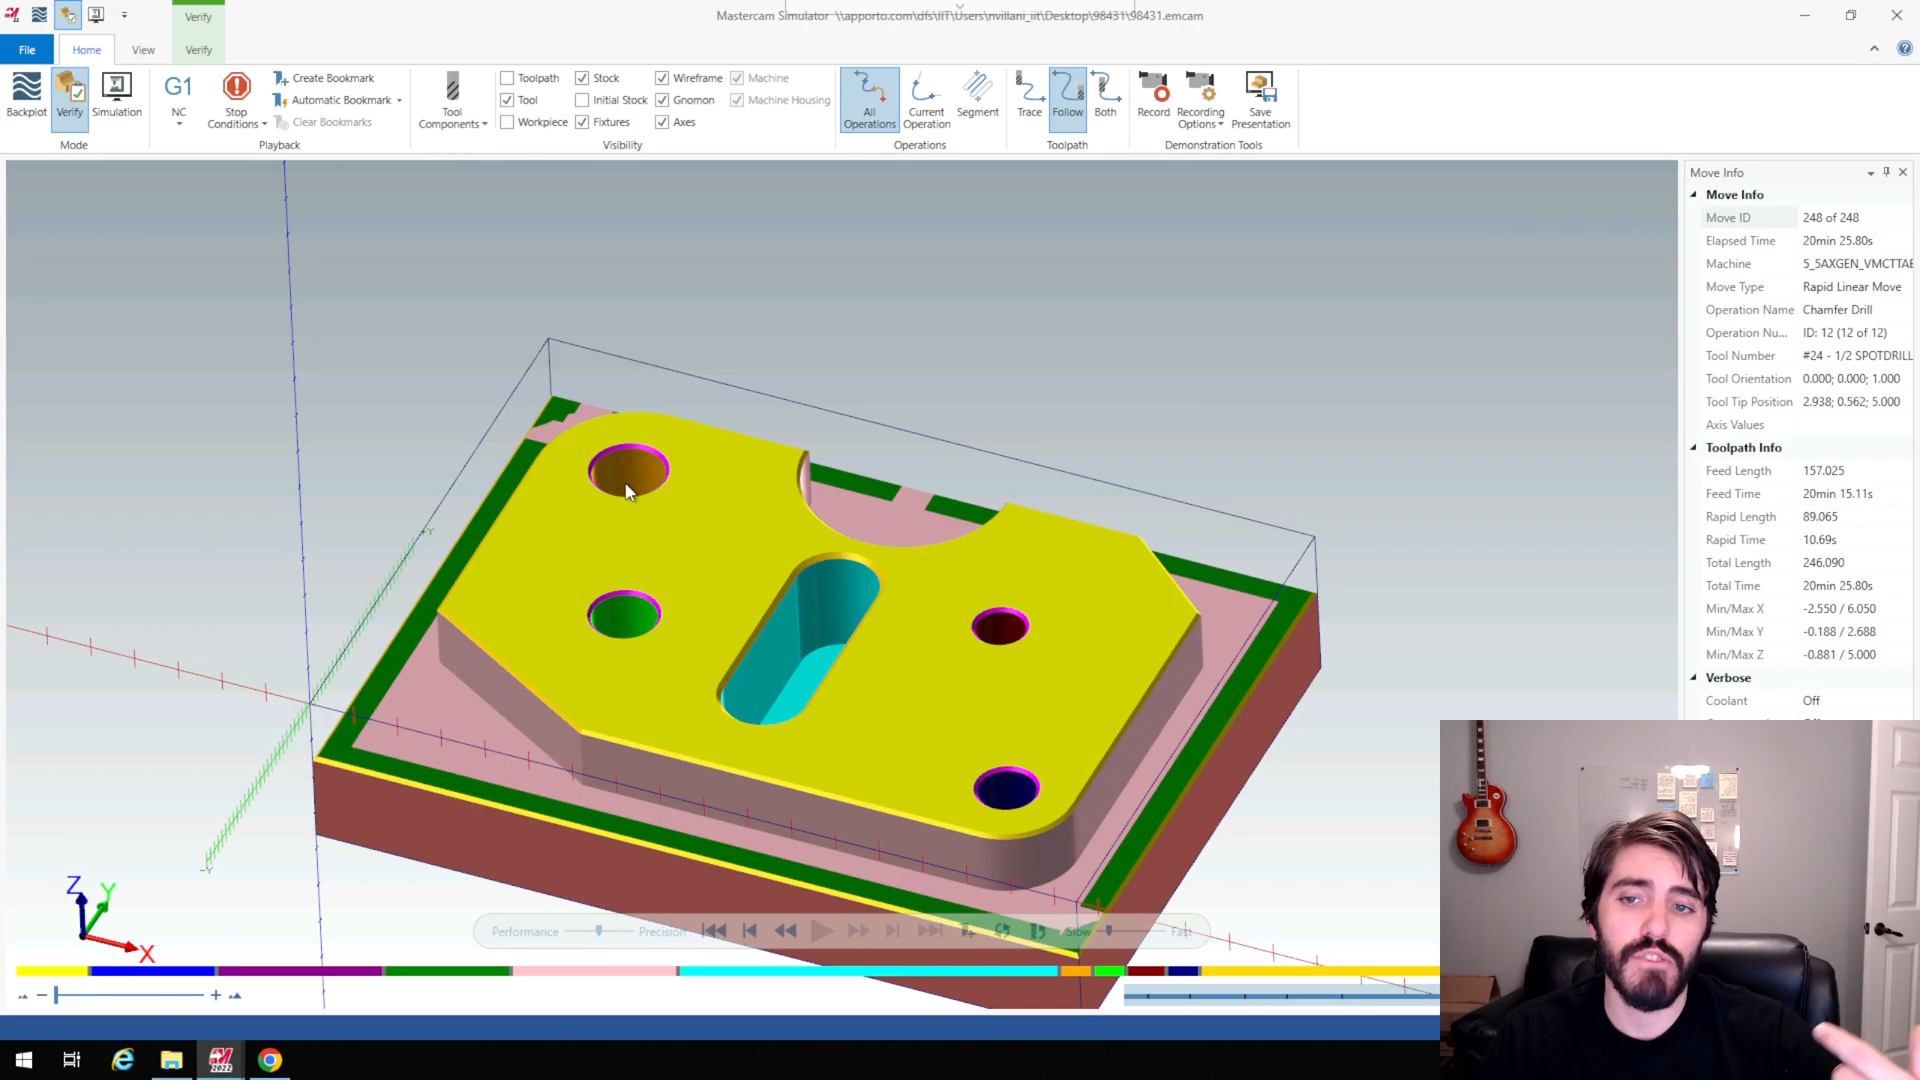 Verify
Mastercam Simulator \\apporto.com\dfs\IIT\Users\nvillani_iit\Desktop\98431\98431.emcam
File
Home
View
Verify
Backplot
Verify
Simulation
Mode
G1
NC
Stop
Conditions
Create Bookmark
Automatic Bookmark
Clear Bookmarks
Playback
Tool
Components
Toolpath
Tool
Workpiece
Stock
Initial Stock
Fixtures
Wireframe
Gnomon
Axes
Machine
Machine Housing
Visibility
All
Operations
Current
Operation
Segment
Operations
Trace
Follow
Both
Toolpath
Record
Recording
Options
Save
Presentation
Demonstration Tools
Move Info
Move Info
Move ID 248 of 248
Elapsed Time 20min 25.80s
Machine 5_5AXGEN_VMCTTAB
Move Type Rapid Linear Move
Operation Name Chamfer Drill
Operation Nu... ID: 12 (12 of 12)
Tool Number #24 - 1/2 SPOTDRILL
Tool Orientation 0.000; 0.000; 1.000
Tool Tip Position 2.938; 0.562; 5.000
Axis Values
Toolpath Info
Feed Length 157.025
Feed Time 20min 15.11s
Rapid Length 89.065
Rapid Time 10.69s
Total Length 246.090
Total Time 20min 25.80s
Min/Max X -2.550 / 6.050
Min/Max Y -0.188 / 2.688
Min/Max Z -0.881 / 5.000
Verbose
Coolant Off
+Y
-Y
Z
Y
X
Performance
Precision
Slow
Fast
2022